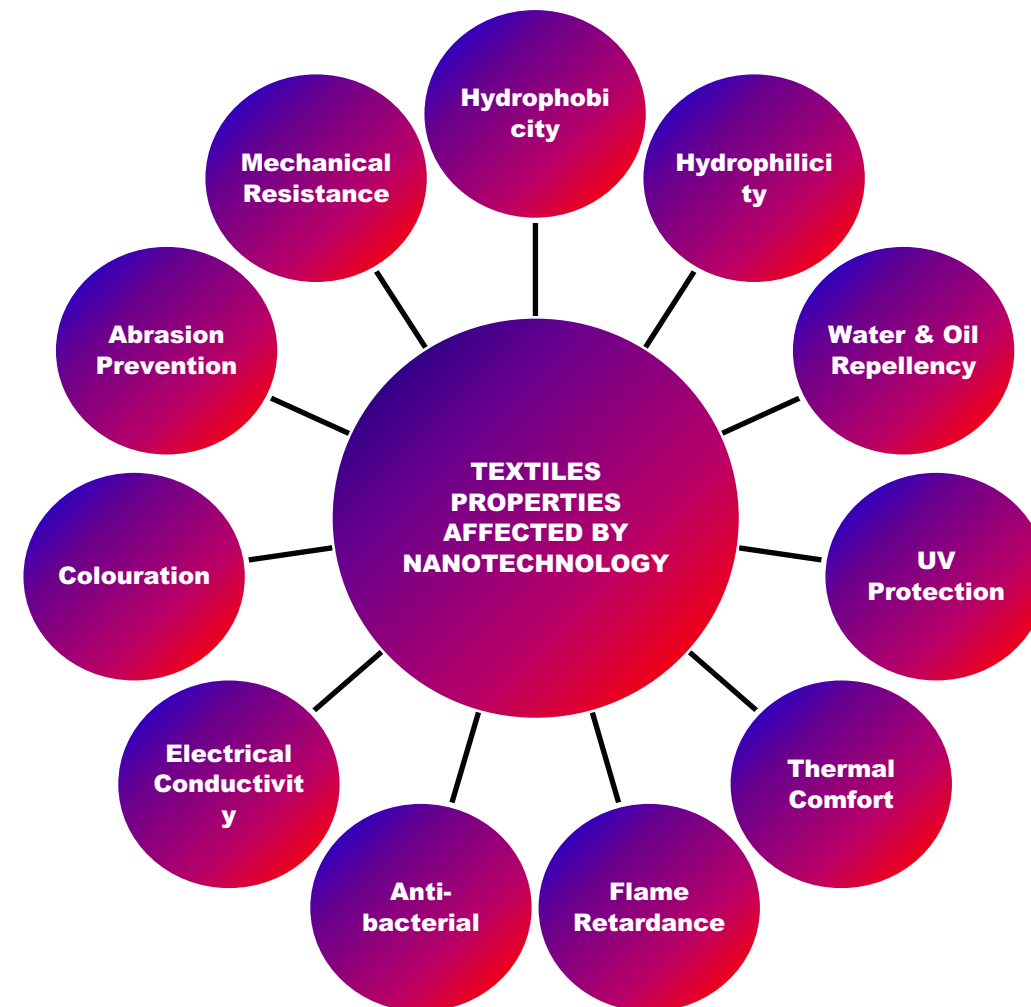 Hydrophobi
city
Hydrophilici
ty
Water & Oil
Repellency
UV
Protection
Thermal
Comfort
Flame
Retardance
Anti-
bacterial
Electrical
Conductivit
y
Colouration
Abrasion
Prevention
Mechanical
Resistance
TEXTILES
PROPERTIES
AFFECTED BY
NANOTECHNOLOGY